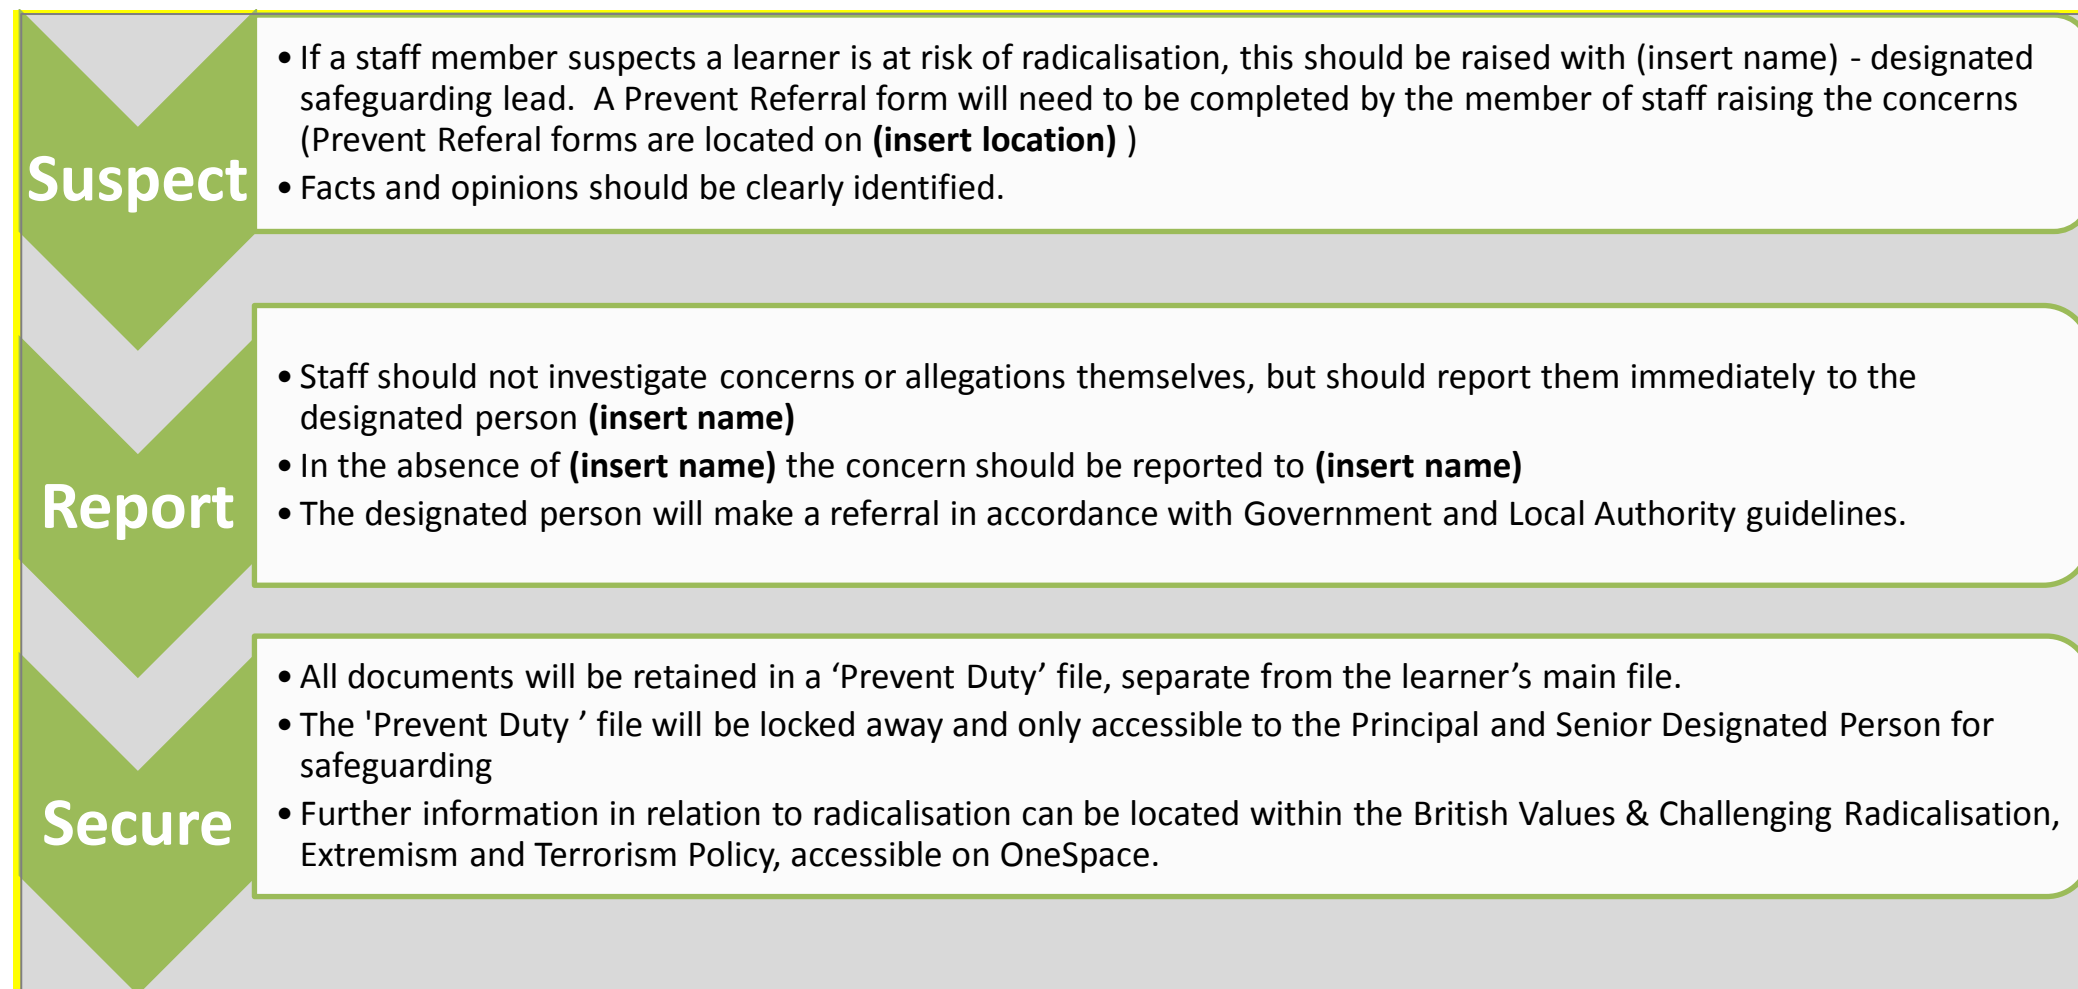 Suspect
• If a staff member suspects a learner is at risk of radicalisation, this should be raised with (insert name) - designated
safeguarding lead.  A Prevent Referral form will need to be completed by the member of staff raising the concerns
(Prevent Referal forms are located on (insert location) )
• Facts and opinions should be clearly identified.
Report
• Staff should not investigate concerns or allegations themselves, but should report them immediately to the
designated person (insert name)
• In the absence of (insert name) the concern should be reported to (insert name)
• The designated person will make a referral in accordance with Government and Local Authority guidelines.
Secure
• All documents will be retained in a ‘Prevent Duty’ file, separate from the learner’s main file.
• The 'Prevent Duty ’ file will be locked away and only accessible to the Principal and Senior Designated Person for
safeguarding
• Further information in relation to radicalisation can be located within the British Values & Challenging Radicalisation,
Extremism and Terrorism Policy, accessible on OneSpace.